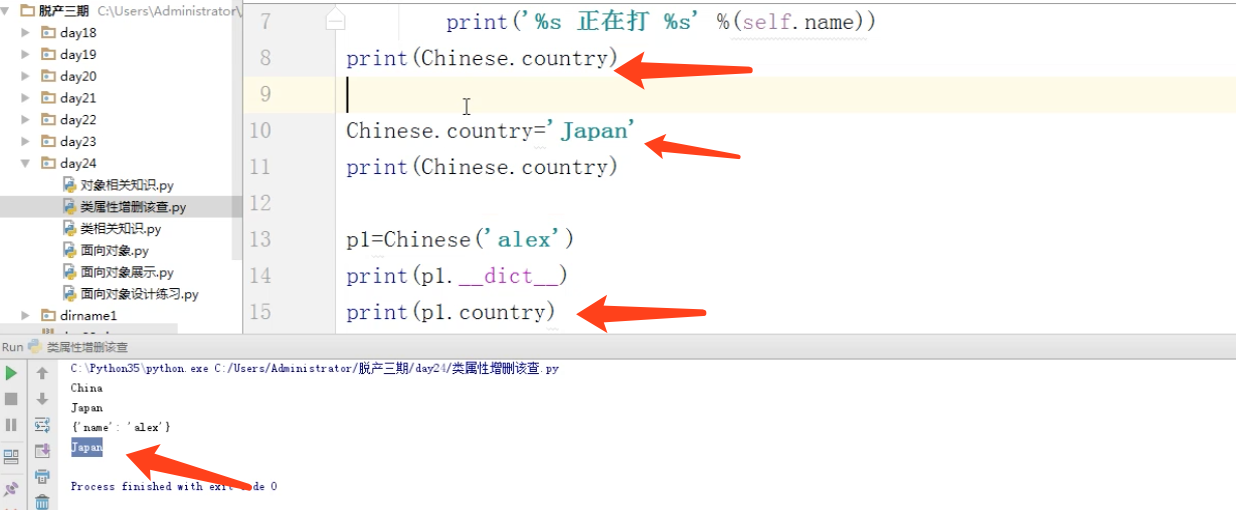 脱产三期 C:\Users\Administrator\
day18
day19
day20
day21
day22
day23
day24
对象相关知识.py
类属性增删该查.py
类相关知识.py
面向对象.py
面向对象展示.py
面向对象设计练习.py
dirname1
7 print('%s 正在打 %s' %(self.name))
8 print(Chinese.country)
9
10 Chinese.country='Japan'
11 print(Chinese.country)
12
13 p1=Chinese('alex')
14 print(p1.__dict__)
15 print(p1.country)
Run 类属性增删该查
C:\Python35\python.exe C:/Users/Administrator/脱产三期/day24/类属性增删该查.py
China
Japan
{'name': 'alex'}
Japan
Process finished with exit code 0